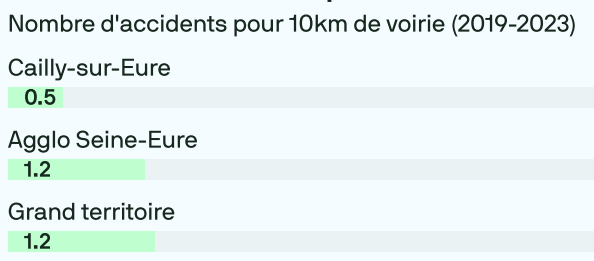 Nombre d'accidents pour 10km de voirie (2019-2023)
Cailly-sur-Eure
0.5
Agglo Seine-Eure
1.2
Grand territoire
1.2